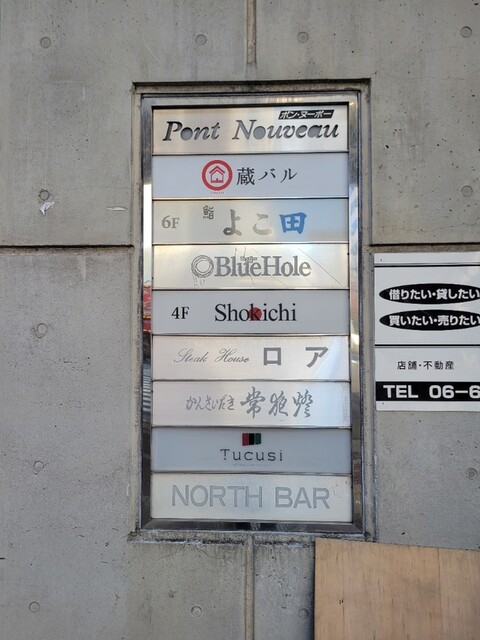 ポン・ヌーボー
Pont Nouveau
蔵バル
6F 鮨 よこ田
BlueHole
4F Shokichi
Steak House ロア
かんさいだき 常夜燈
Tucusi
NORTH BAR
借りたい・貸したい
買いたい・売りたい
店舗・不動産
TEL 06-6